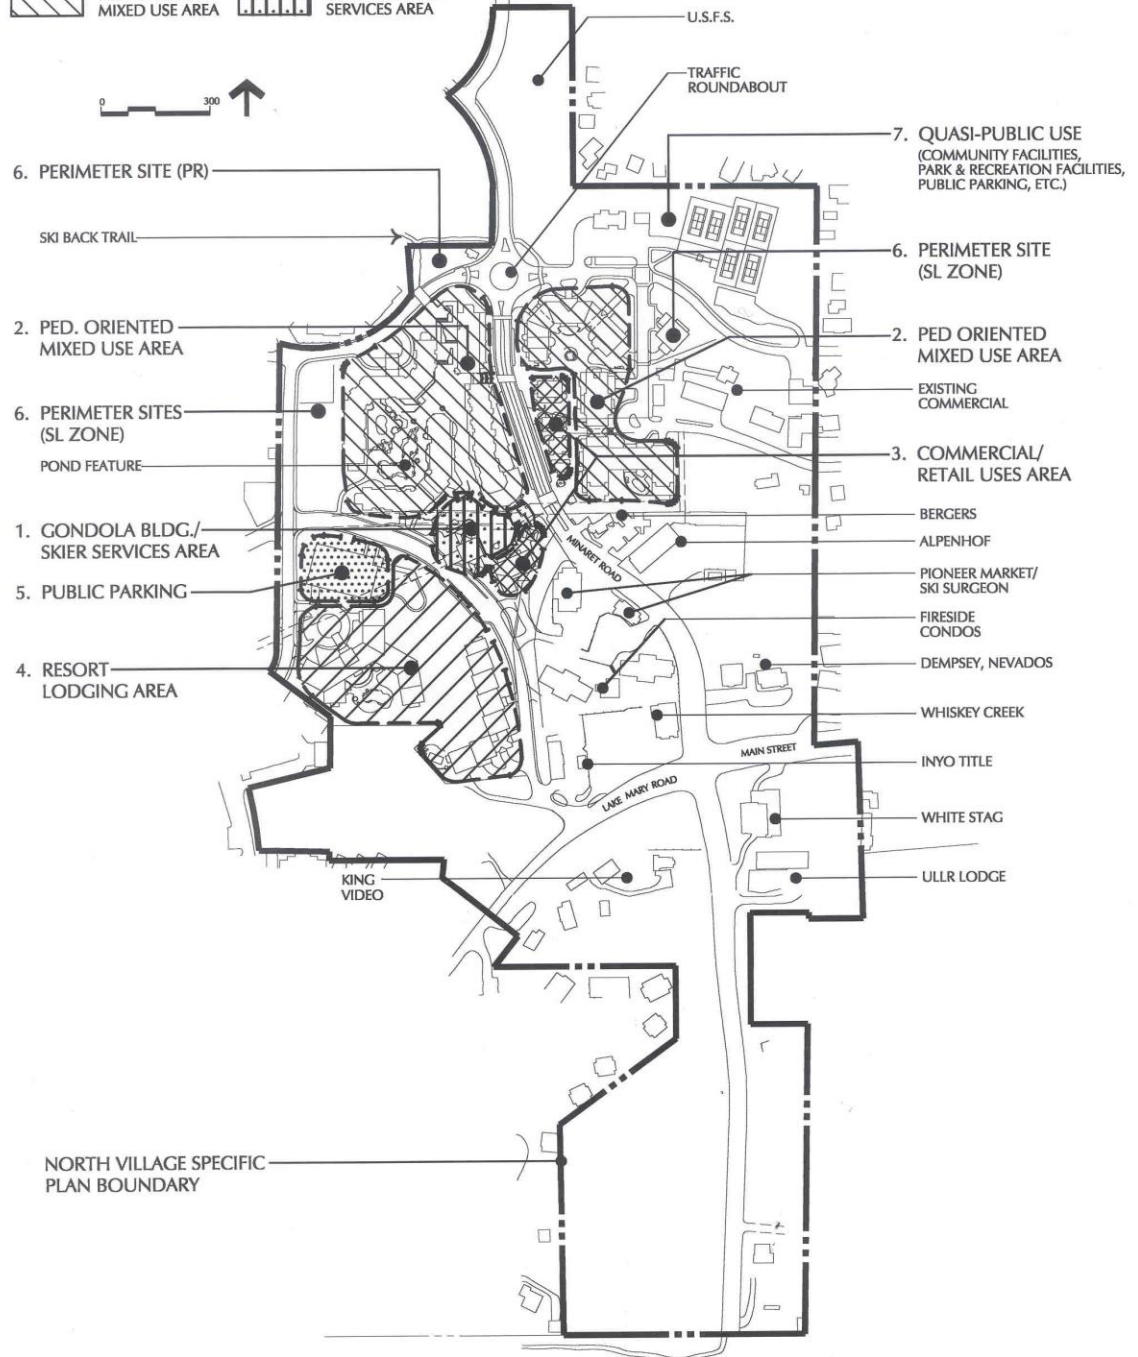 MIXED USE AREA
SERVICES AREA
U.S.F.S.
TRAFFIC
ROUNDABOUT
0 300
7. QUASI-PUBLIC USE
(COMMUNITY FACILITIES,
PARK & RECREATION FACILITIES,
PUBLIC PARKING, ETC.)
6. PERIMETER SITE (PR)
SKI BACK TRAIL
6. PERIMETER SITE
(SL ZONE)
2. PED. ORIENTED
MIXED USE AREA
2. PED ORIENTED
MIXED USE AREA
EXISTING
COMMERCIAL
6. PERIMETER SITES
(SL ZONE)
POND FEATURE
3. COMMERCIAL/
RETAIL USES AREA
BERGERS
1. GONDOLA BLDG./
SKIER SERVICES AREA
MINARET ROAD
ALPENHOF
5. PUBLIC PARKING
PIONEER MARKET/
SKI SURGEON
FIRESIDE
CONDOS
4. RESORT
LODGING AREA
DEMPSEY, NEVADOS
WHISKEY CREEK
MAIN STREET
INYO TITLE
LAKE MARY ROAD
WHITE STAG
KING
VIDEO
ULLR LODGE
NORTH VILLAGE SPECIFIC
PLAN BOUNDARY